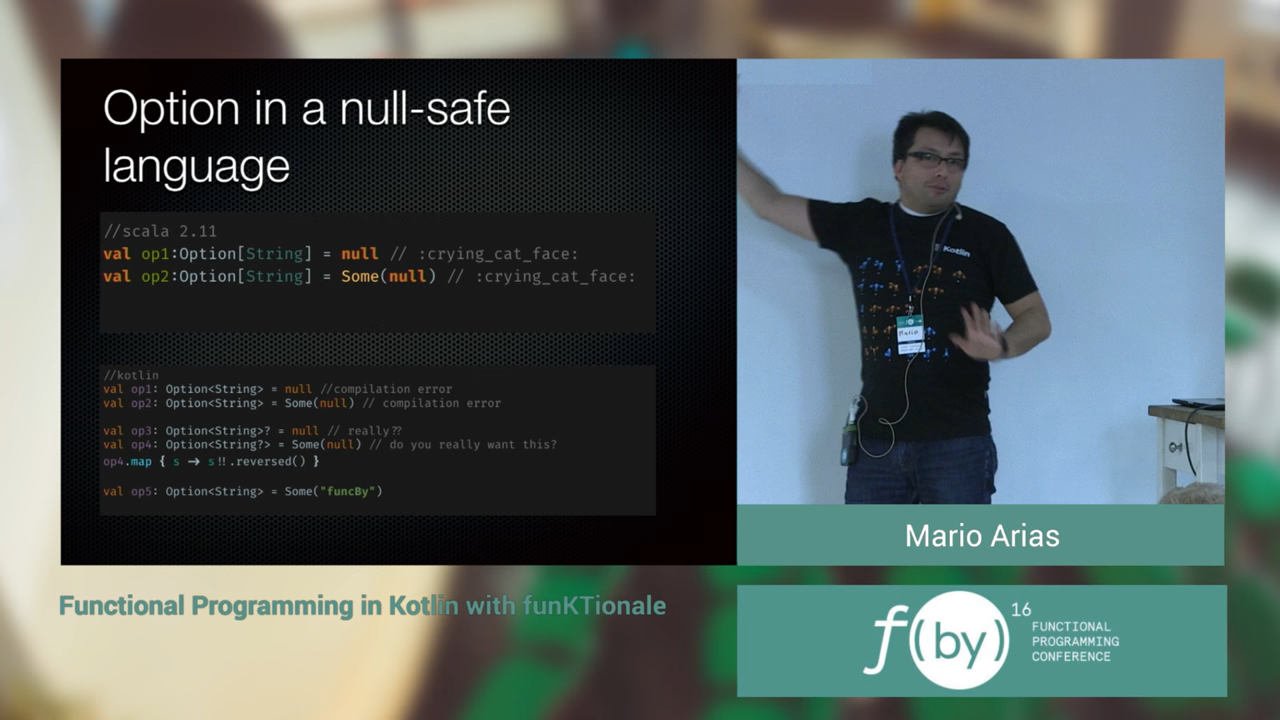 Option in a null-safe
language
//scala 2.11
val op1:Option[String] = null // :crying_cat_face:
val op2:Option[String] = Some(null) // :crying_cat_face:
//kotlin
val op1: Option<String> = null //compilation error
val op2: Option<String> = Some(null) // compilation error
val op3: Option<String>? = null // really??
val op4: Option<String?> = Some(null) // do you really want this?
op4.map { s → s!!.reversed() }
val op5: Option<String> = Some("funcBy")
Kotlin
Mario
Mario Arias
Functional Programming in Kotlin with funKTionale
f(by) 16
FUNCTIONAL
PROGRAMMING
CONFERENCE